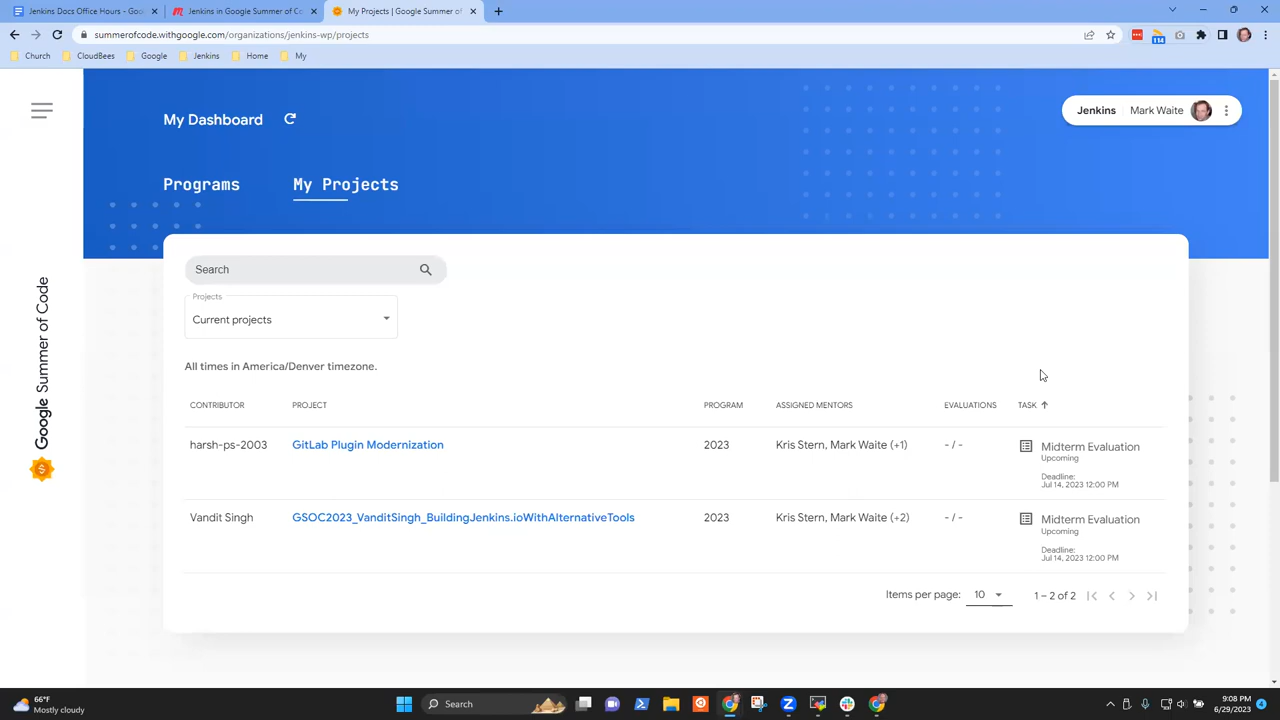 Jenkins Docs Office Hours - Goo
Jenkins in Google Summer of Co
My Projects | Google Summer of
summerofcode.withgoogle.com/organizations/jenkins-wp/projects
114
Church
CloudBees
Google
Jenkins
Home
My
My Dashboard
Jenkins
Mark Waite
Programs
My Projects
Google Summer of Code
Search
Projects
Current projects
All times in America/Denver timezone.
CONTRIBUTOR PROJECT PROGRAM ASSIGNED MENTORS EVALUATIONS TASK
harsh-ps-2003 GitLab Plugin Modernization 2023 Kris Stern, Mark Waite (+1) - / - Midterm Evaluation
Upcoming
Deadline:
Jul 14, 2023 12:00 PM
Vandit Singh GSOC2023_VanditSingh_BuildingJenkins.ioWithAlternativeTools 2023 Kris Stern, Mark Waite (+2) - / - Midterm Evaluation
Upcoming
Deadline:
Jul 14, 2023 12:00 PM
Items per page: 10 1 – 2 of 2
66°F
Mostly cloudy
Search
9:08 PM
6/29/2023
4